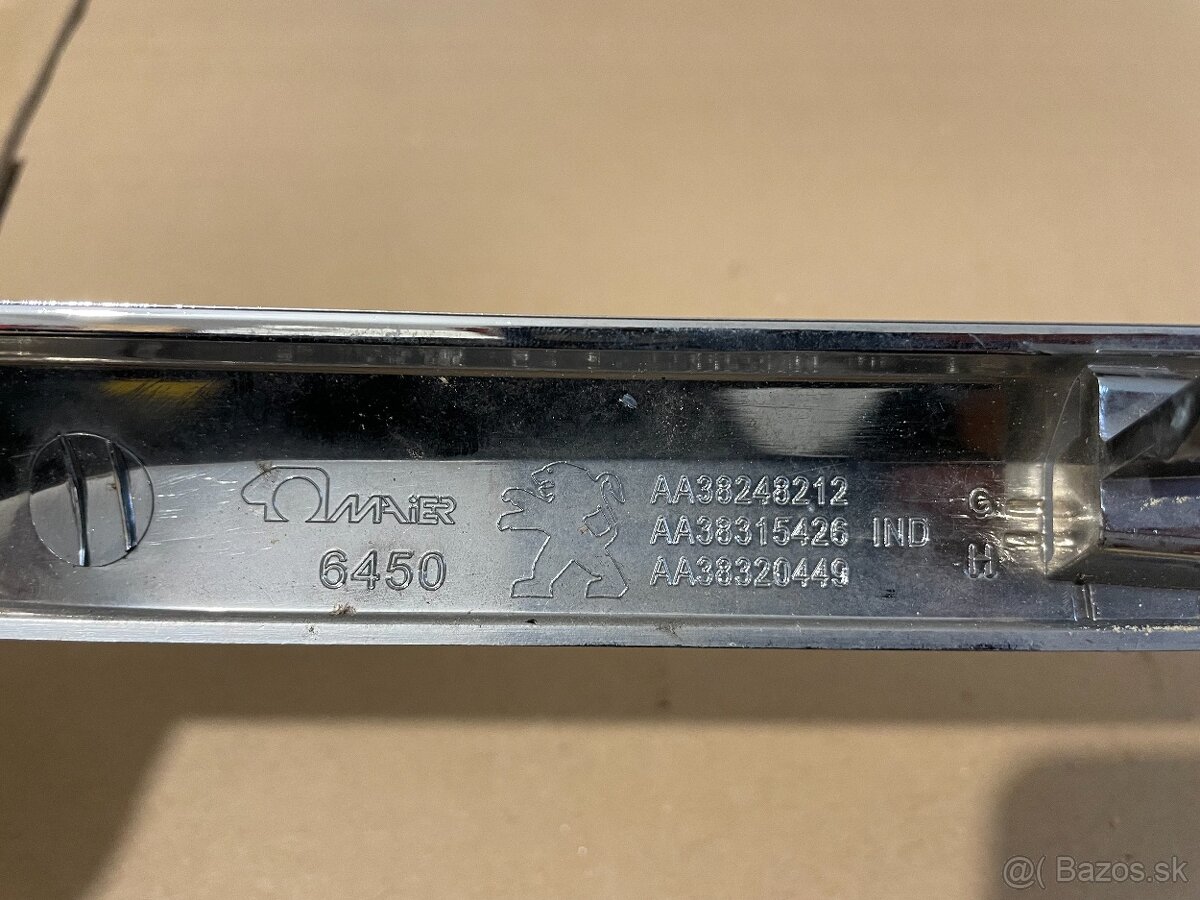 MAiER
6450
AA38248212
AA38315426 IND
AA38320449
G
H
@( Bazos.sk